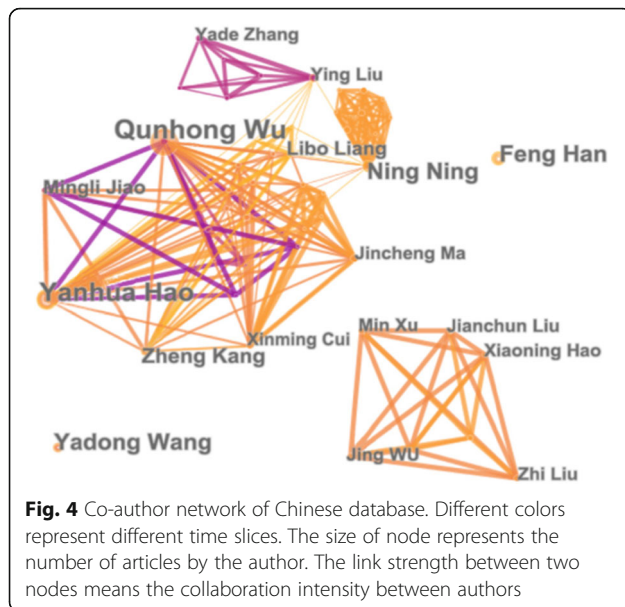 Yade Zhang
Ying Liu
Qunhong Wu
Libo Liang
Ning Ning
Feng Han
Mingli Jiao
Jincheng Ma
Yanhua Hao
Min Xu
Jianchun Liu
Xinming Cui
Xiaoning Hao
Zheng Kang
Yadong Wang
Jing WU
Zhi Liu
Fig. 4 Co-author network of Chinese database. Different colors
represent different time slices. The size of node represents the
number of articles by the author. The link strength between two
nodes means the collaboration intensity between authors